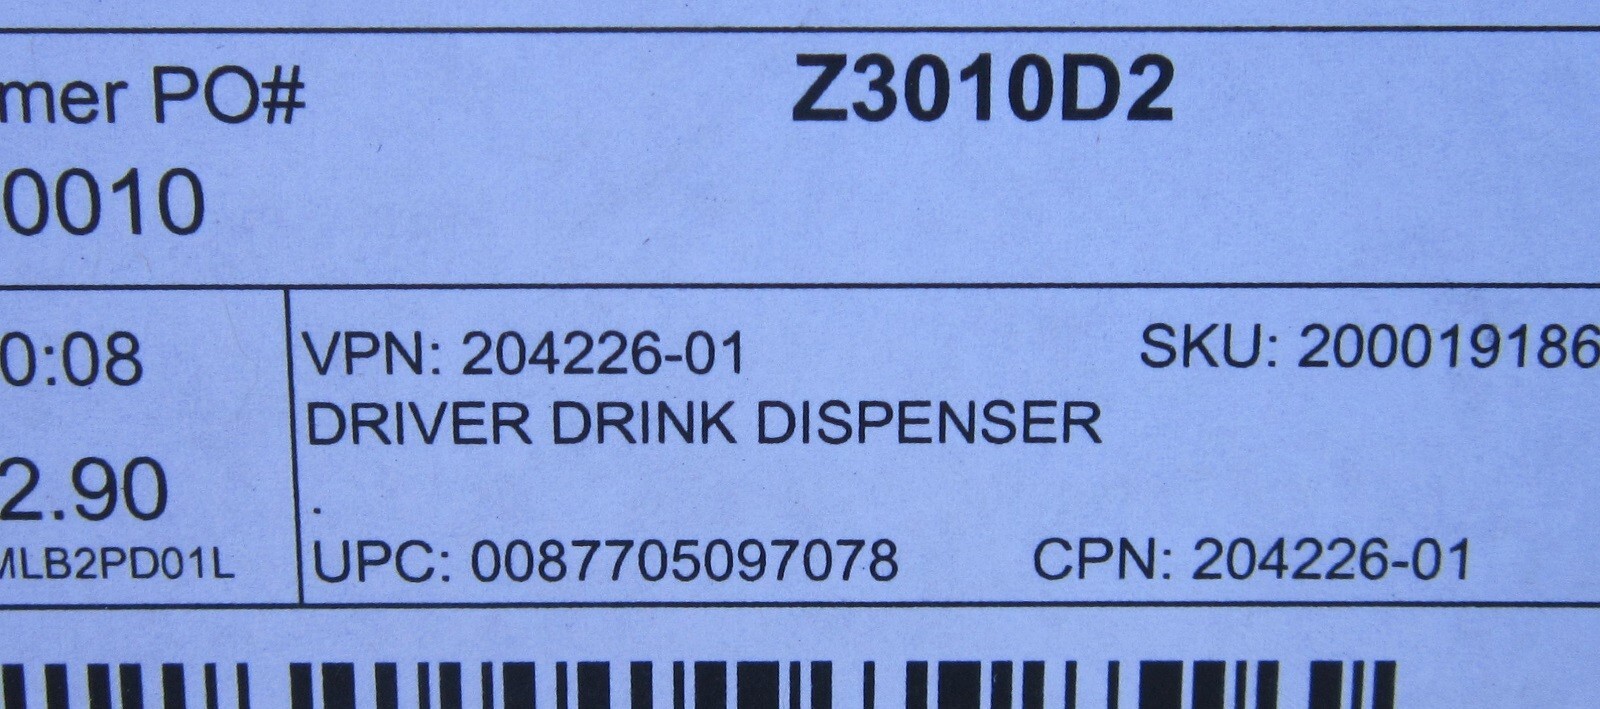 mer PO#
Z3010D2
0010
0:08
VPN: 204226-01
SKU: 200019186
DRIVER DRINK DISPENSER
2.90
.
MLB2PD01L
UPC: 0087705097078
CPN: 204226-01